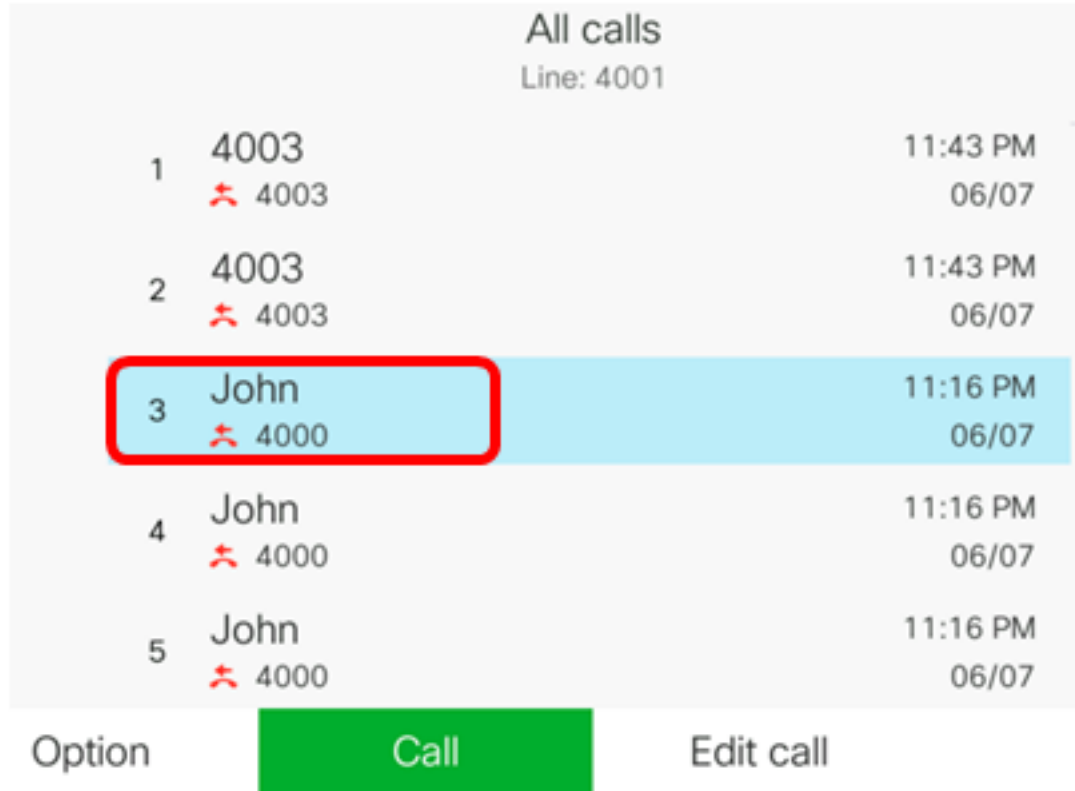 All calls
Line: 4001
1 4003 11:43 PM
4003 06/07
2 4003 11:43 PM
4003 06/07
3 John 11:16 PM
4000 06/07
4 John 11:16 PM
4000 06/07
5 John 11:16 PM
4000 06/07
Option Call Edit call